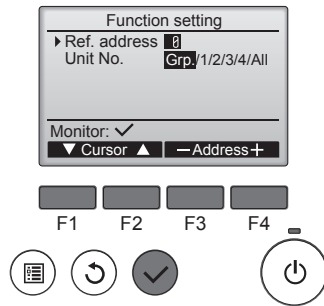 Function setting
Ref. address 0
Unit No. Grp./1/2/3/4/All
Monitor: ✓
▼ Cursor ▲ −Address+
F1 F2 F3 F4